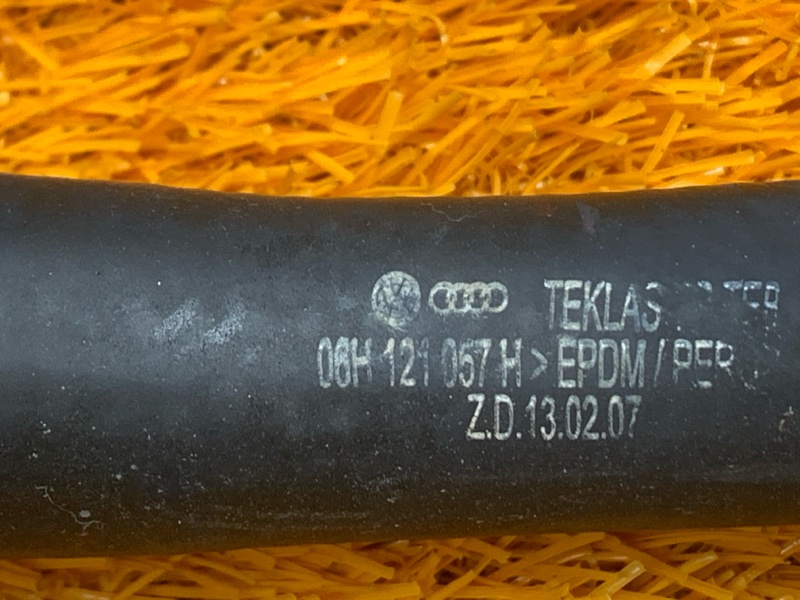 TEKLAS
06H 121 057 H > EPDM / PER
Z.D.13.02.07